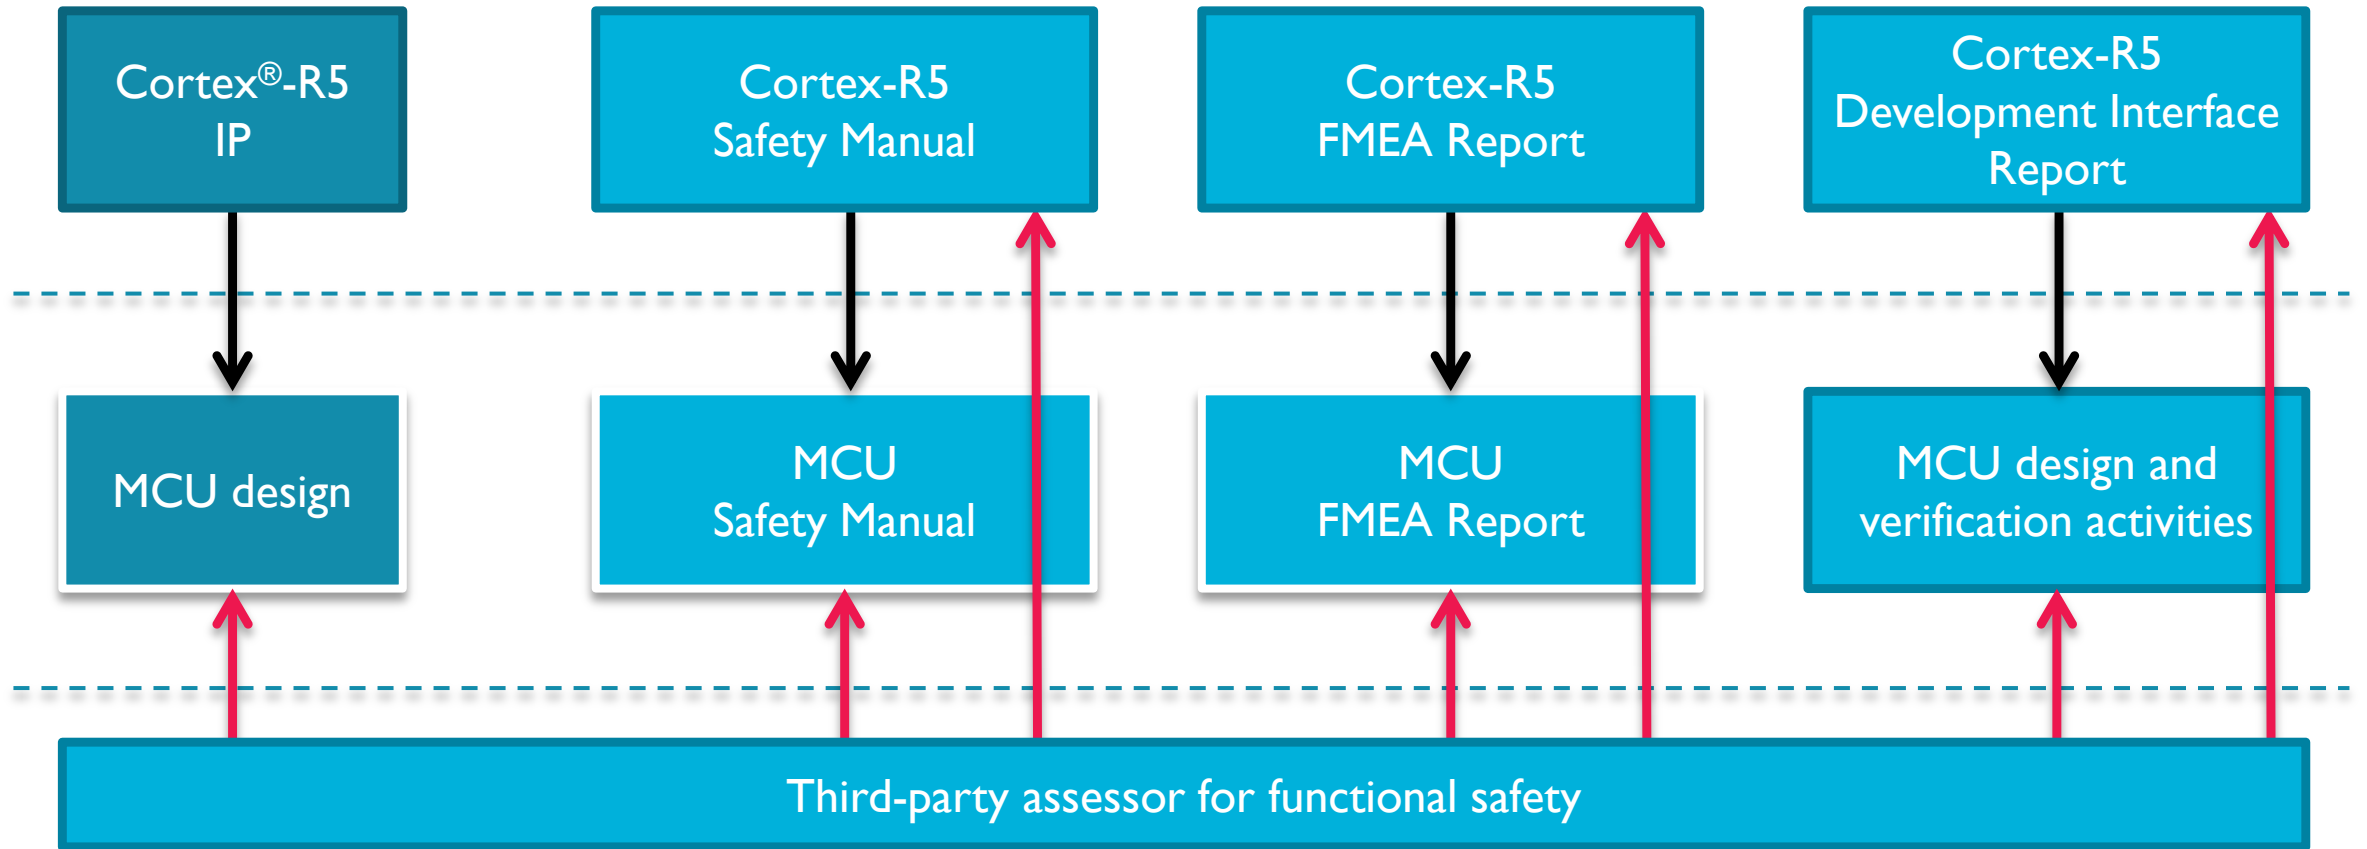 Cortex®-R5
IP
Cortex-R5
Safety Manual
Cortex-R5
FMEA Report
Cortex-R5
Development Interface
Report
MCU design
MCU
Safety Manual
MCU
FMEA Report
MCU design and
verification activities
Third-party assessor for functional safety